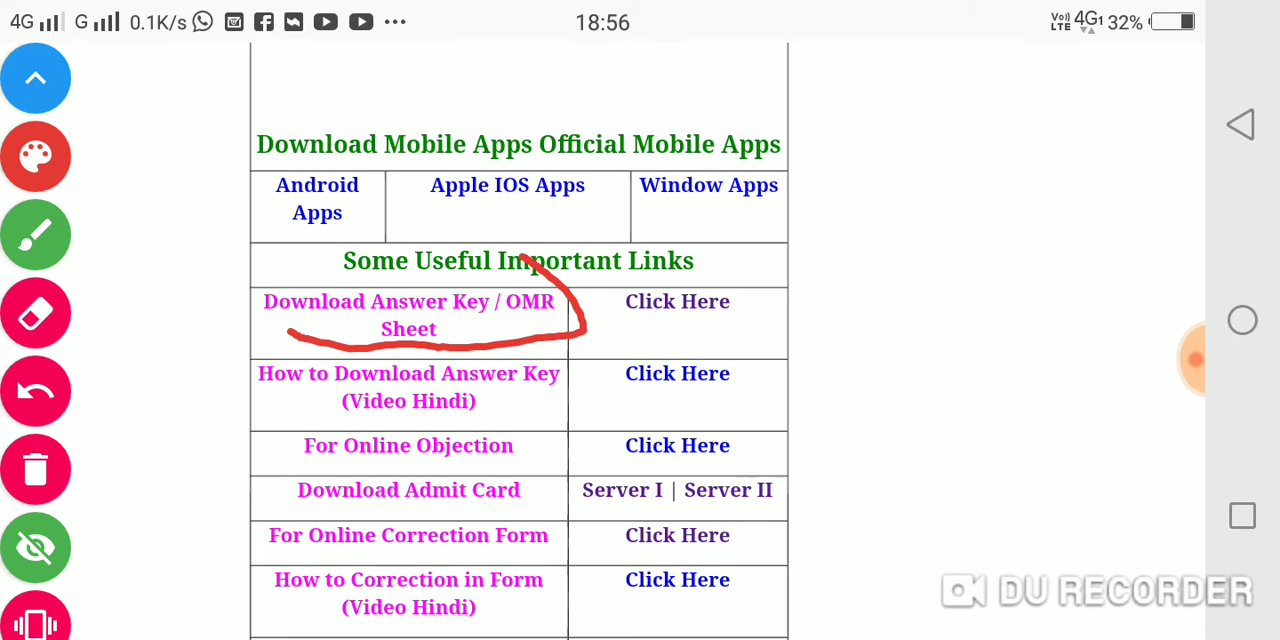 4G G 0.1K/s ... 18:56 Vo) LTE 4G1 32%
Download Mobile Apps Official Mobile Apps
Android Apple IOS Apps Window Apps
Apps
Some Useful Important Links
Download Answer Key / OMR Click Here
Sheet
How to Download Answer Key Click Here
(Video Hindi)
For Online Objection Click Here
Download Admit Card Server I | Server II
For Online Correction Form Click Here
How to Correction in Form Click Here
(Video Hindi)
DU RECORDER